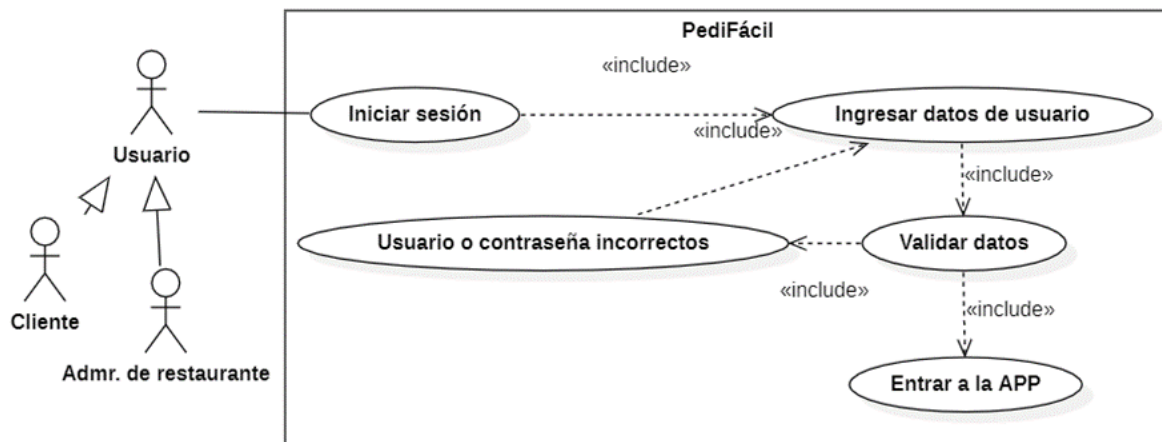 PediFácil
«include»
Iniciar sesión
Ingresar datos de usuario
«include»
Usuario
«include»
Usuario o contraseña incorrectos
Validar datos
«include»
«include»
Cliente
Admr. de restaurante
Entrar a la APP